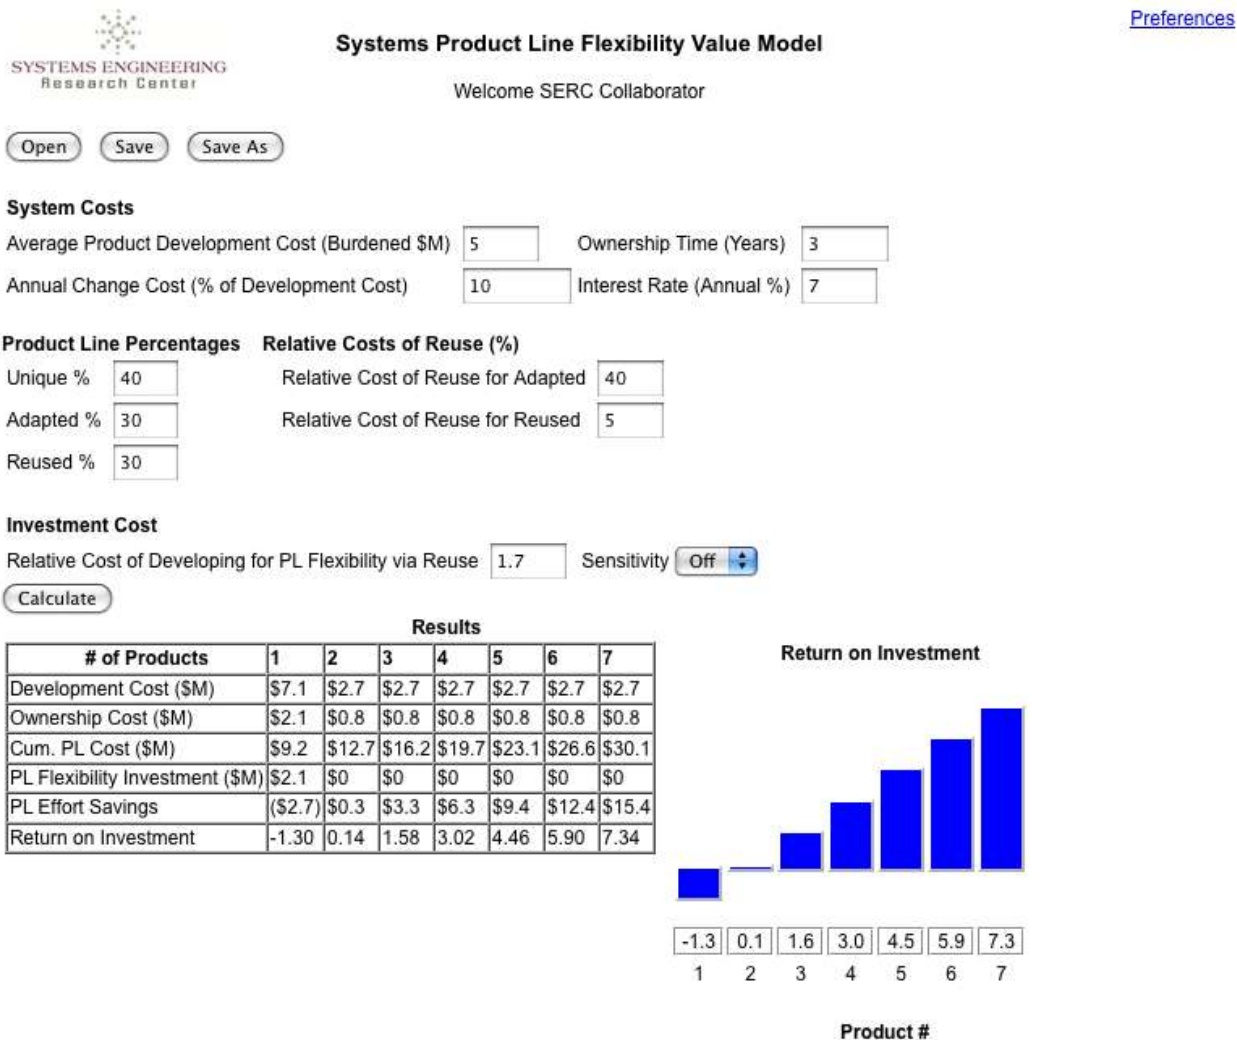 Preferences
SYSTEMS ENGINEERING
Research Center
Systems Product Line Flexibility Value Model
Welcome SERC Collaborator
Open Save Save As
System Costs
Average Product Development Cost (Burdened $M) 5 Ownership Time (Years) 3
Annual Change Cost (% of Development Cost) 10 Interest Rate (Annual %) 7
Product Line Percentages Relative Costs of Reuse (%)
Unique % 40 Relative Cost of Reuse for Adapted 40
Adapted % 30 Relative Cost of Reuse for Reused 5
Reused % 30
Investment Cost
Relative Cost of Developing for PL Flexibility via Reuse 1.7 Sensitivity Off
Calculate
Results
# of Products 1 2 3 4 5 6 7
Development Cost ($M) $7.1 $2.7 $2.7 $2.7 $2.7 $2.7 $2.7
Ownership Cost ($M) $2.1 $0.8 $0.8 $0.8 $0.8 $0.8 $0.8
Cum. PL Cost ($M) $9.2 $12.7 $16.2 $19.7 $23.1 $26.6 $30.1
PL Flexibility Investment ($M) $2.1 $0 $0 $0 $0 $0 $0
PL Effort Savings ($2.7) $0.3 $3.3 $6.3 $9.4 $12.4 $15.4
Return on Investment -1.30 0.14 1.58 3.02 4.46 5.90 7.34
Return on Investment
-1.3 0.1 1.6 3.0 4.5 5.9 7.3
1 2 3 4 5 6 7
Product #